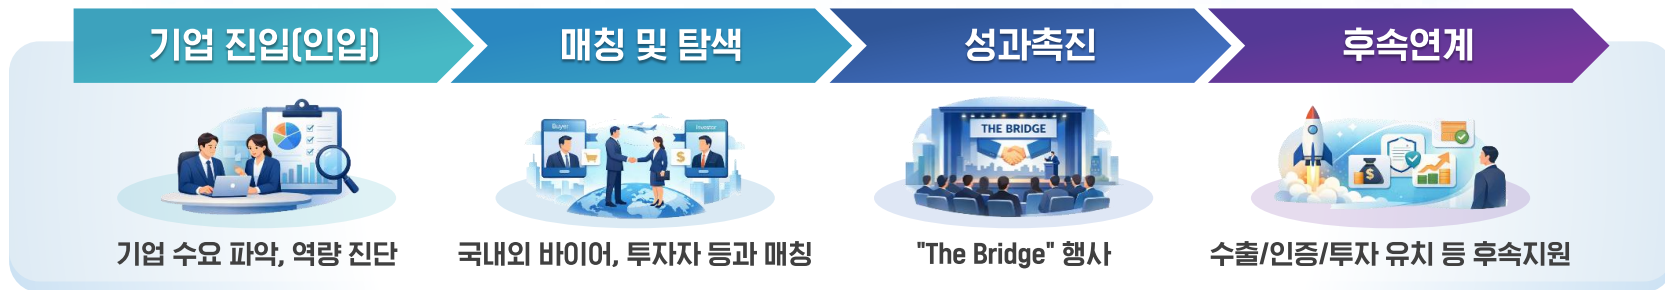 기업 진입(인입)
매칭 및 탐색
성과촉진
후속연계
Buyer
Investor
$
THE BRIDGE
$
기업 수요 파악, 역량 진단
국내외 바이어, 투자자 등과 매칭
"The Bridge" 행사
수출/인증/투자 유치 등 후속지원